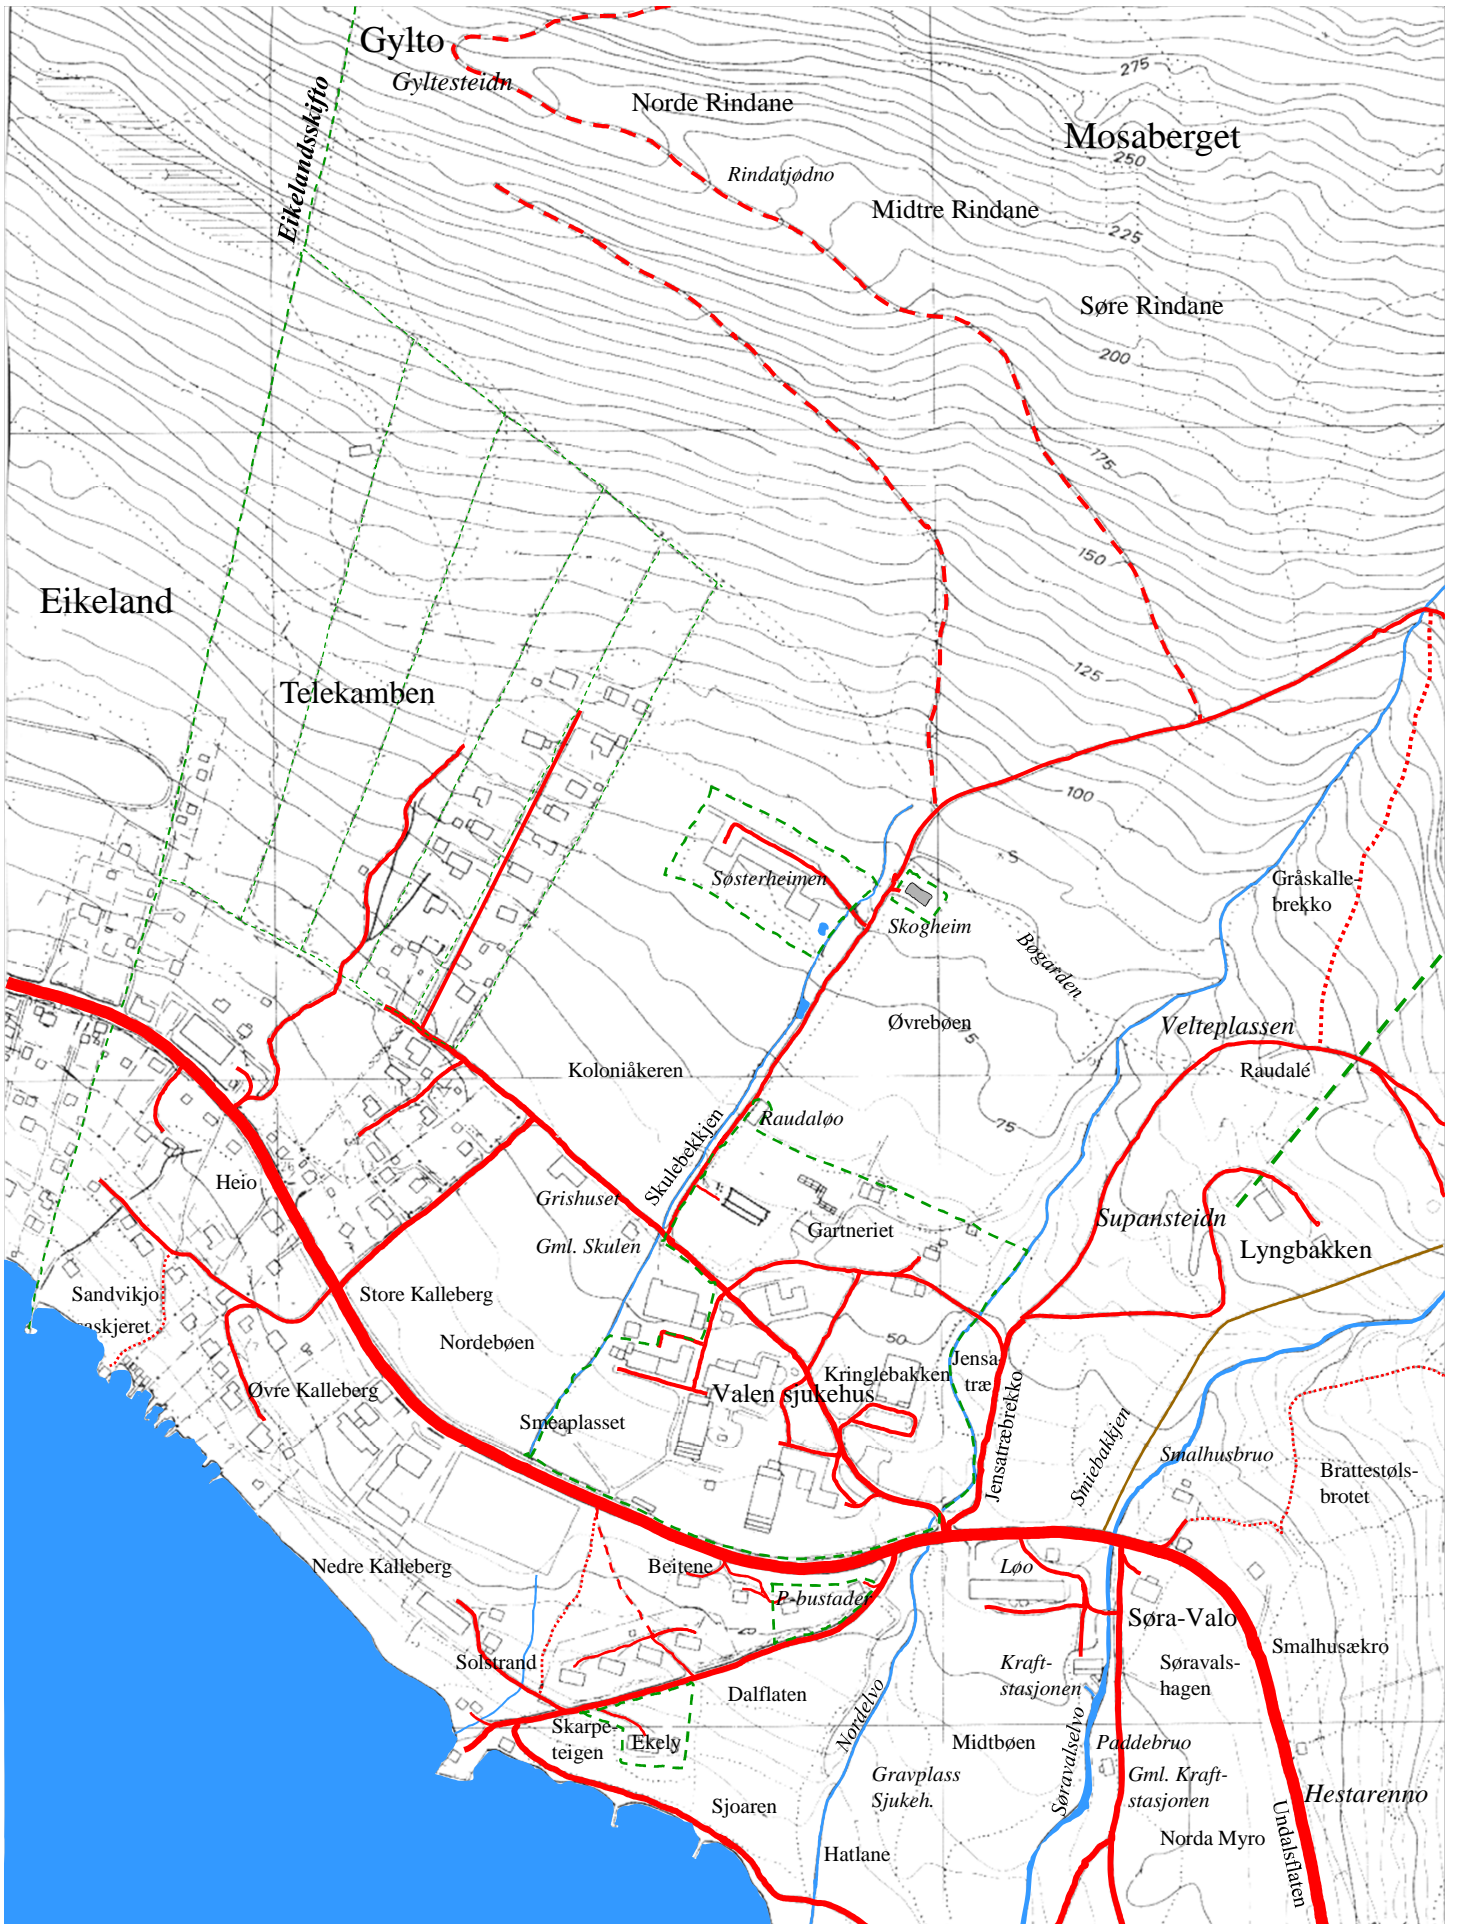 Gylto
Gyltesteidn
275
Eikelandsskifto
Norde Rindane
Mosaberget
250
Rindatjødno
Midtre Rindane
225
Søre Rindane
200
175
150
Eikeland
125
Telekamben
100
Søsterheimen
S
Gråskalle-
brekko
Skogheim
Bøgarden
Øvrebøen
Velteplassen
Koloniåkeren
Raudalé
Skulebekkjen
Raudaløo
75
Heio
Grishuset
Gml. Skulen
Gartneriet
Supansteidn
Lyngbakken
Sandvikjo
Store Kalleberg
askjeret
Nordebøen
50
Jensa-
træ
Øvre Kalleberg
Kringlebakken
Valen sjukehus
Smeaplasset
Jensatræbrekko
Smiebakkjen
Smalhusbruo
Brattestøls-
brotet
Nedre Kalleberg
Beitene
Løo
P-bustader
Søra-Valo
Smalhusækro
Solstrand
Kraft-
stasjonen
Søravals-
hagen
Dalflaten
Nordelvo
Skarpe-
teigen
Ekely
Midtbøen
Søravalselvo
Paddebruo
Gravplass
Sjukeh.
Gml. Kraft-
stasjonen
Hestarenno
Sjoaren
Undalsflaten
Norda Myro
Hatlane